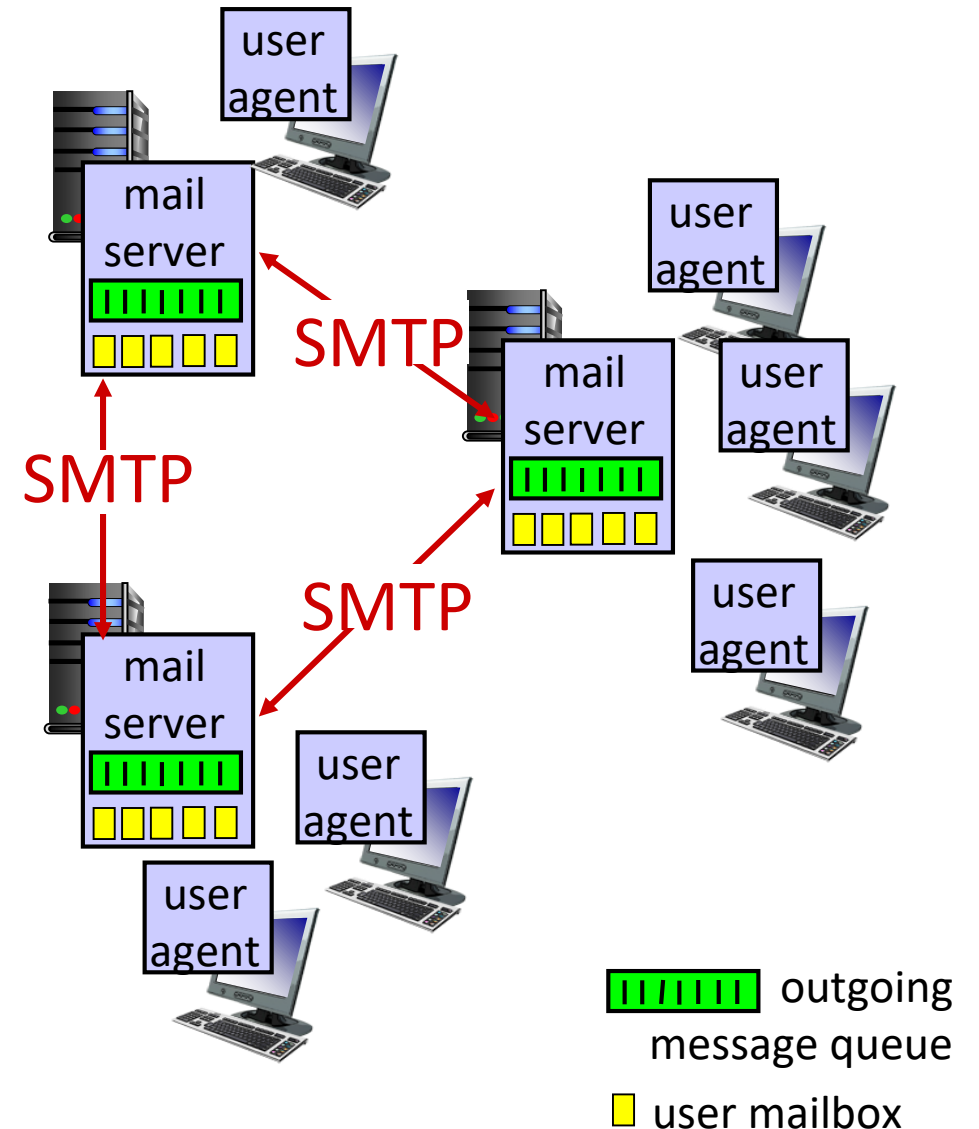 user
agent
mail
server
SMTP
user
agent
mail
server
user
agent
SMTP
SMTP
user
agent
mail
server
user
agent
user
agent
outgoing
message queue
user mailbox